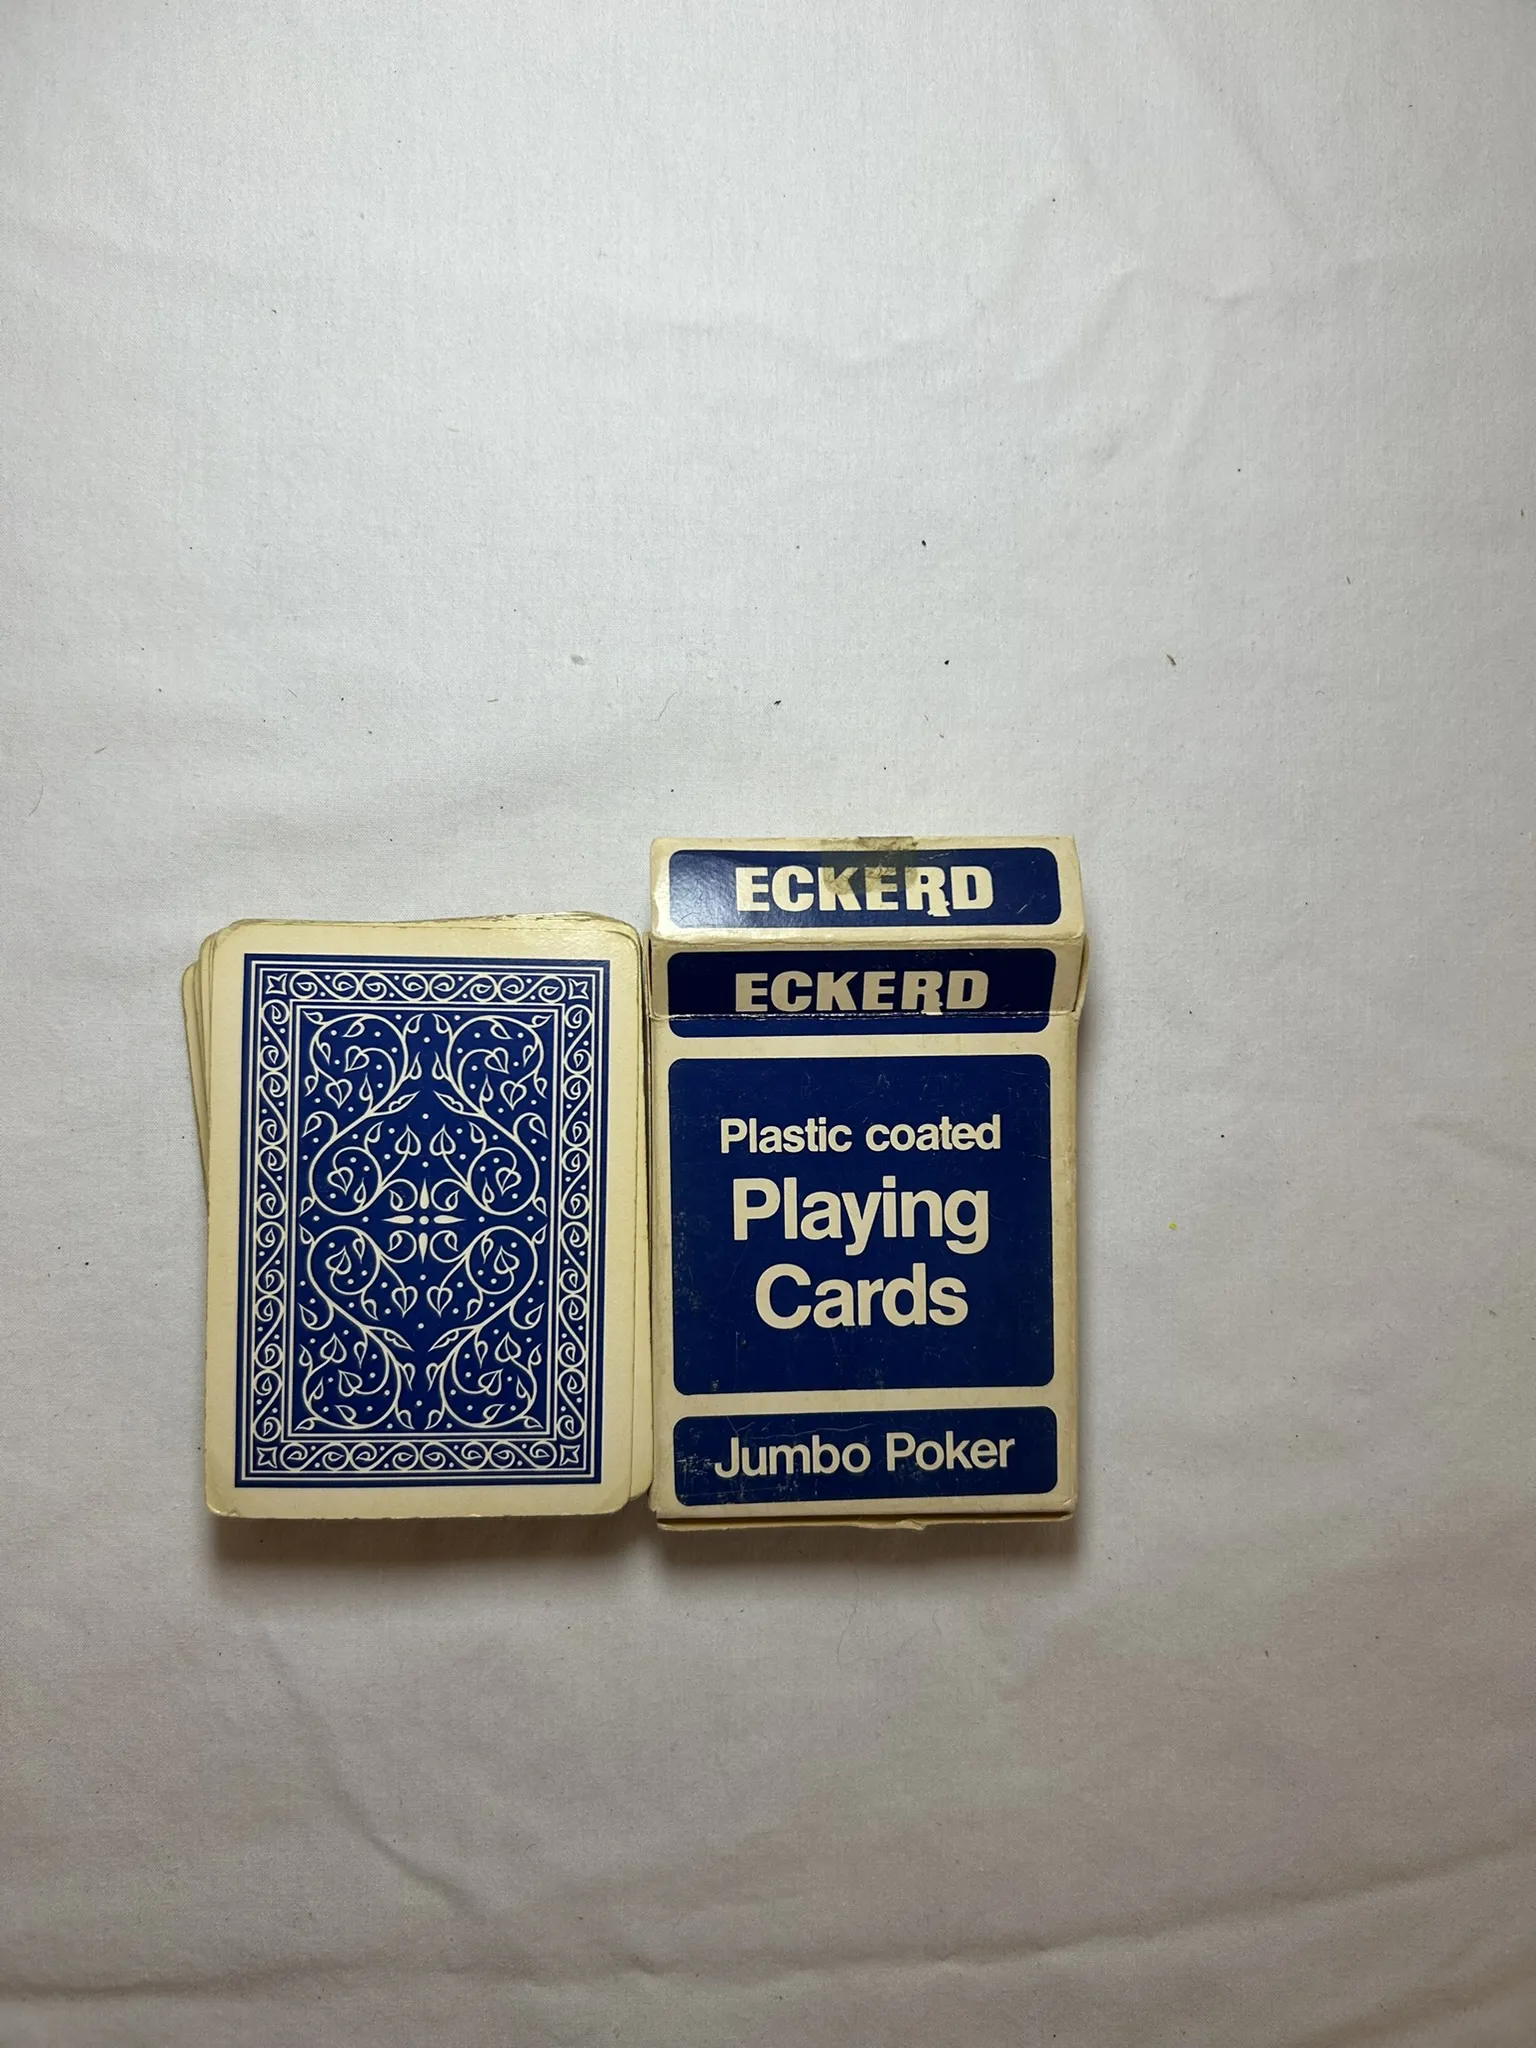 ECKERD
ECKERD
Plastic coated
Playing
Cards
Jumbo Poker